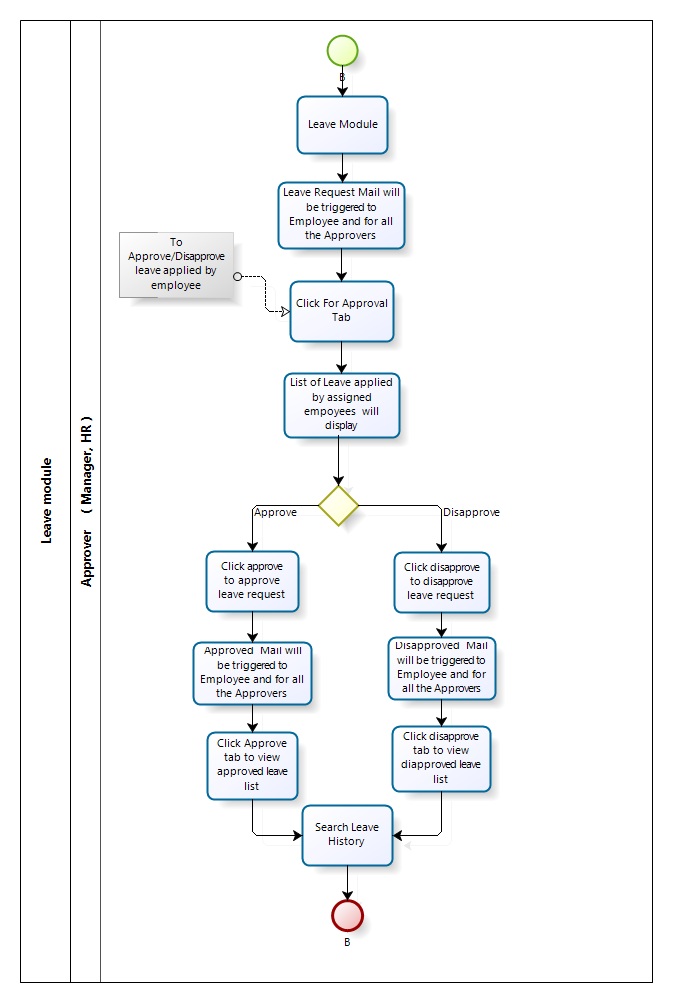 B
Leave Module
Leave Request Mail will
be triggered to
Employee and for all
the Approvers
To
Approve/Disapprove
leave applied by
employee
Click For Approval
Tab
List of Leave applied
by assigned
empoyees will
display
Leave module
Approver ( Manager, HR )
Approve
Disapprove
Click approve
to approve
leave request
Click disapprove
to disapprove
leave request
Approved Mail will
be triggered to
Employee and for all
the Approvers
Disapproved Mail
will be triggered to
Employee and for
all the Approvers
Click Approve
tab to view
approved leave
list
Click disapprove
tab to view
diapproved leave
list
Search Leave
History
B